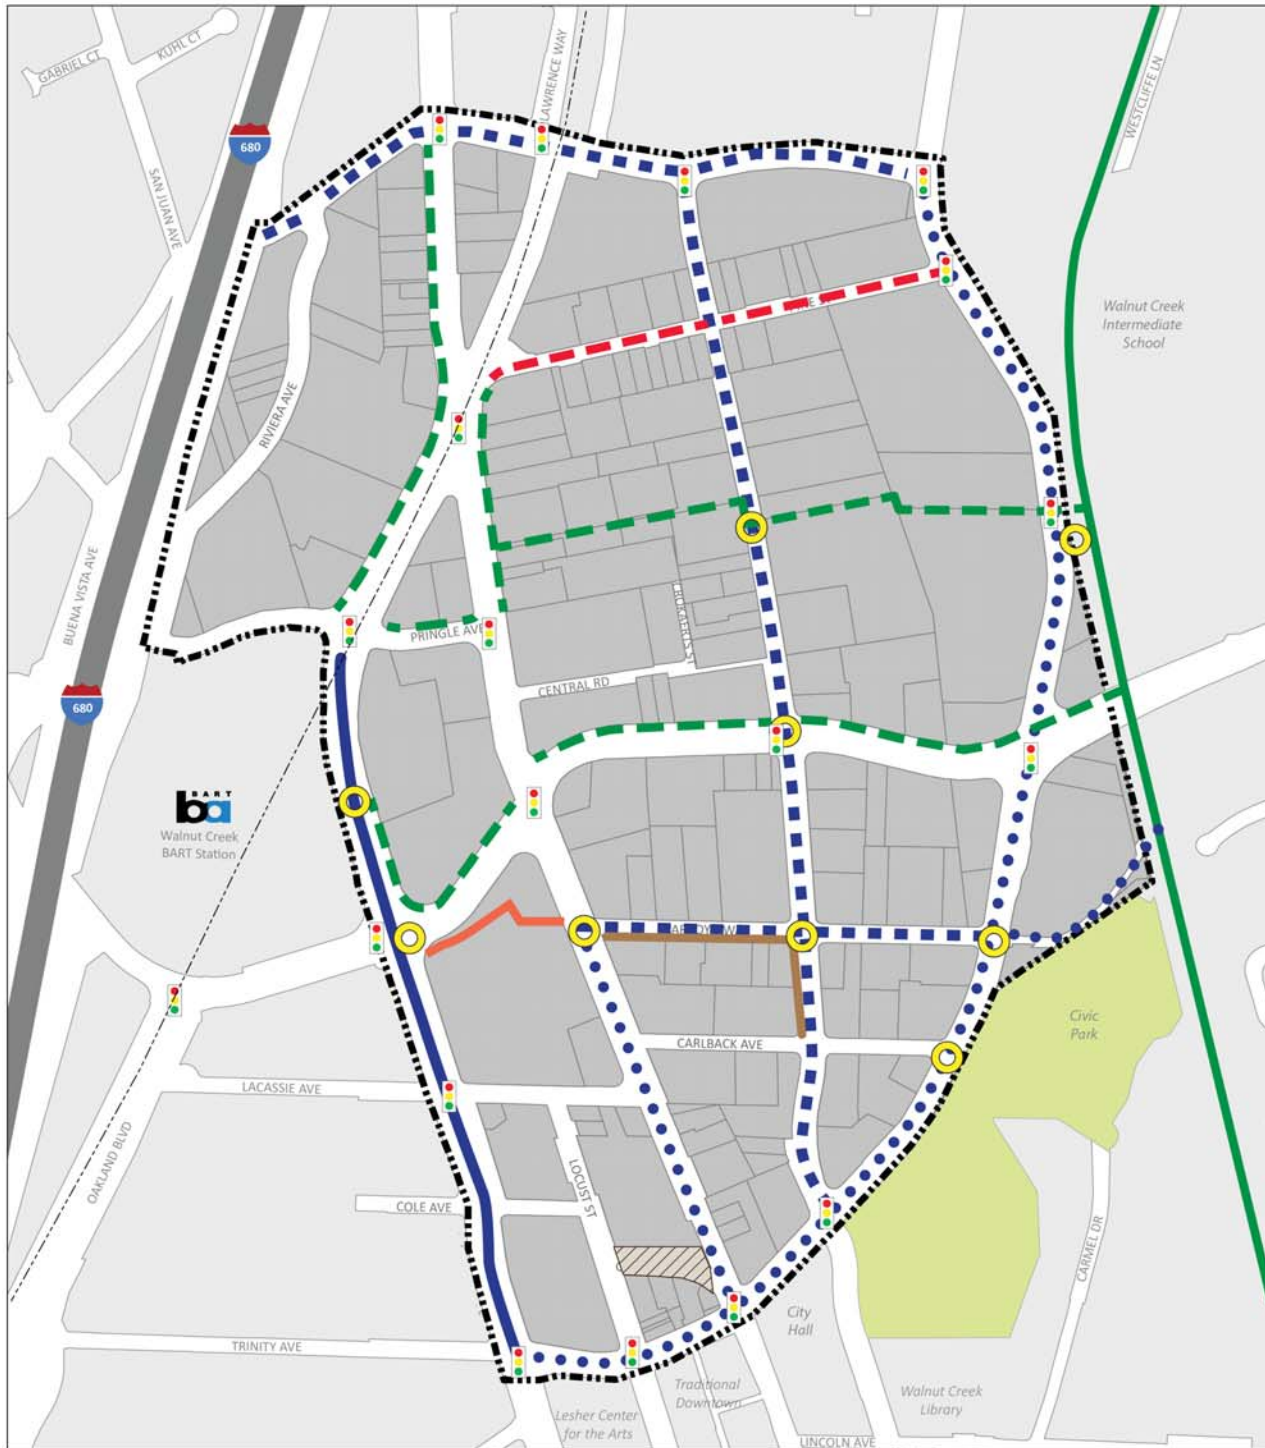 GABRIEL CT
KUHL CT
LAWRENCE WAY
WESTCLIFFE LN
680
SAN JUAN AVE
Walnut Creek
Intermediate
School
RIVIERA AVE
BUENA VISTA AVE
PRINGLE AVE
CENTRAL RD
680
BART
ba
Walnut Creek
BART Station
Civic
Park
CARLBACK AVE
LACASSIE AVE
OAKLAND BLVD
LOCUST ST
COLE AVE
CARMEL DR
City
Hall
TRINITY AVE
Traditional
Downtown
Walnut Creek
Library
Lesher Center
for the Arts
LINCOLN AVE